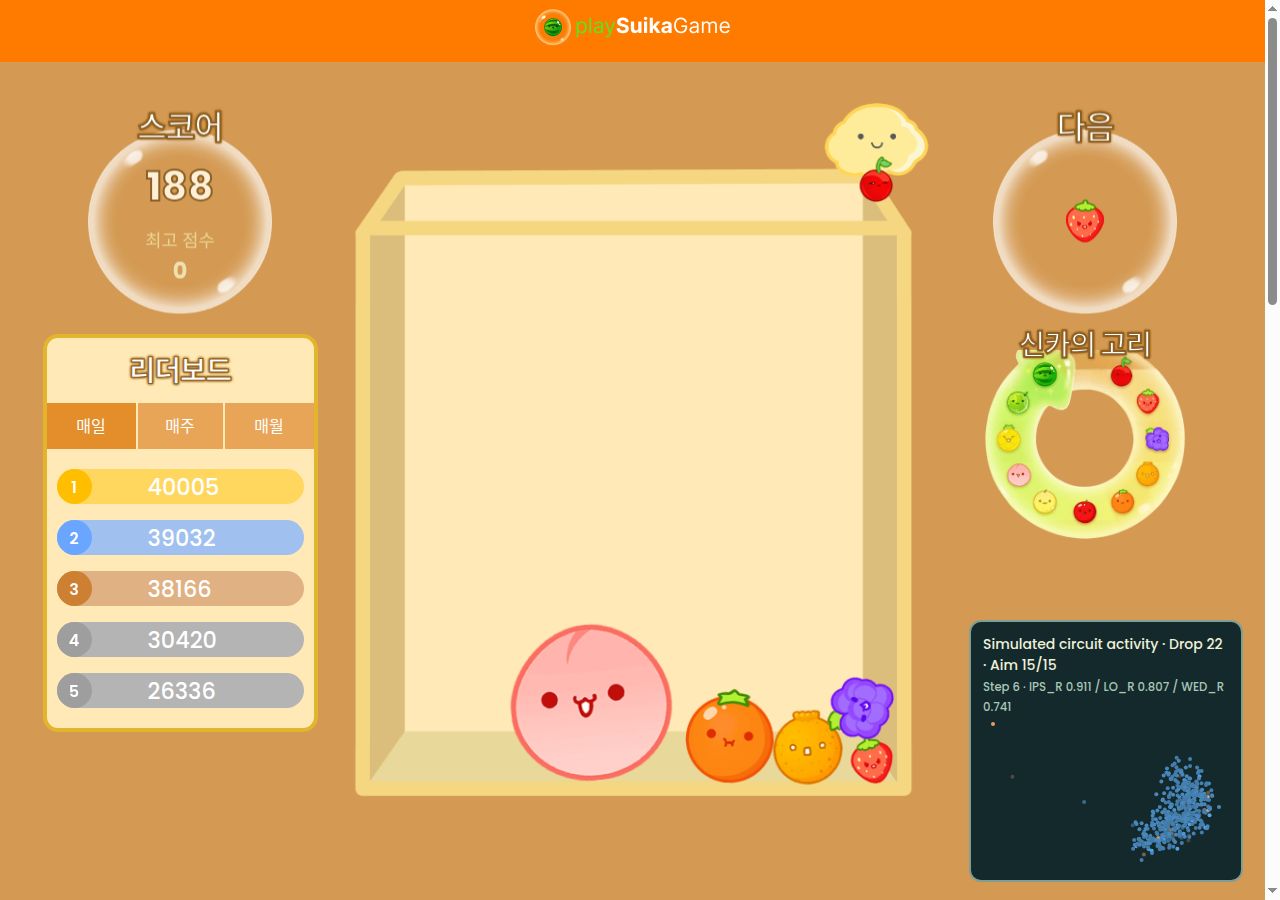 playSuikaGame
스코어
188
최고 점수
0
리더보드
매일 매주 매월
1 40005
2 39032
3 38166
4 30420
5 26336
다음
신카의 고리
Simulated circuit activity · Drop 22
· Aim 15/15
Step 6 · IPS_R 0.911 / LO_R 0.807 / WED_R
0.741